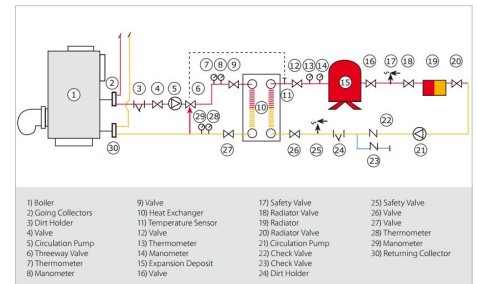 2
3
4
5
6
7
8
9
10
11
12
13
14
15
16
17
18
19
20
1
30
29
28
27
26
25
24
23
22
21
1) Boiler
2) Going Collectors
3) Dirt Holder
4) Valve
5) Circulation Pump
6) Threeway Valve
7) Thermometer
8) Manometer
9) Valve
10) Heat Exchanger
11) Temperature Sensor
12) Valve
13) Thermometer
14) Manometer
15) Expansion Deposit
16) Valve
17) Safety Valve
18) Radiator Valve
19) Radiator
20) Radiator Valve
21) Circulation Pump
22) Check Valve
23) Check Valve
24) Dirt Holder
25) Safety Valve
26) Valve
27) Valve
28) Thermometer
29) Manometer
30) Returning Collector